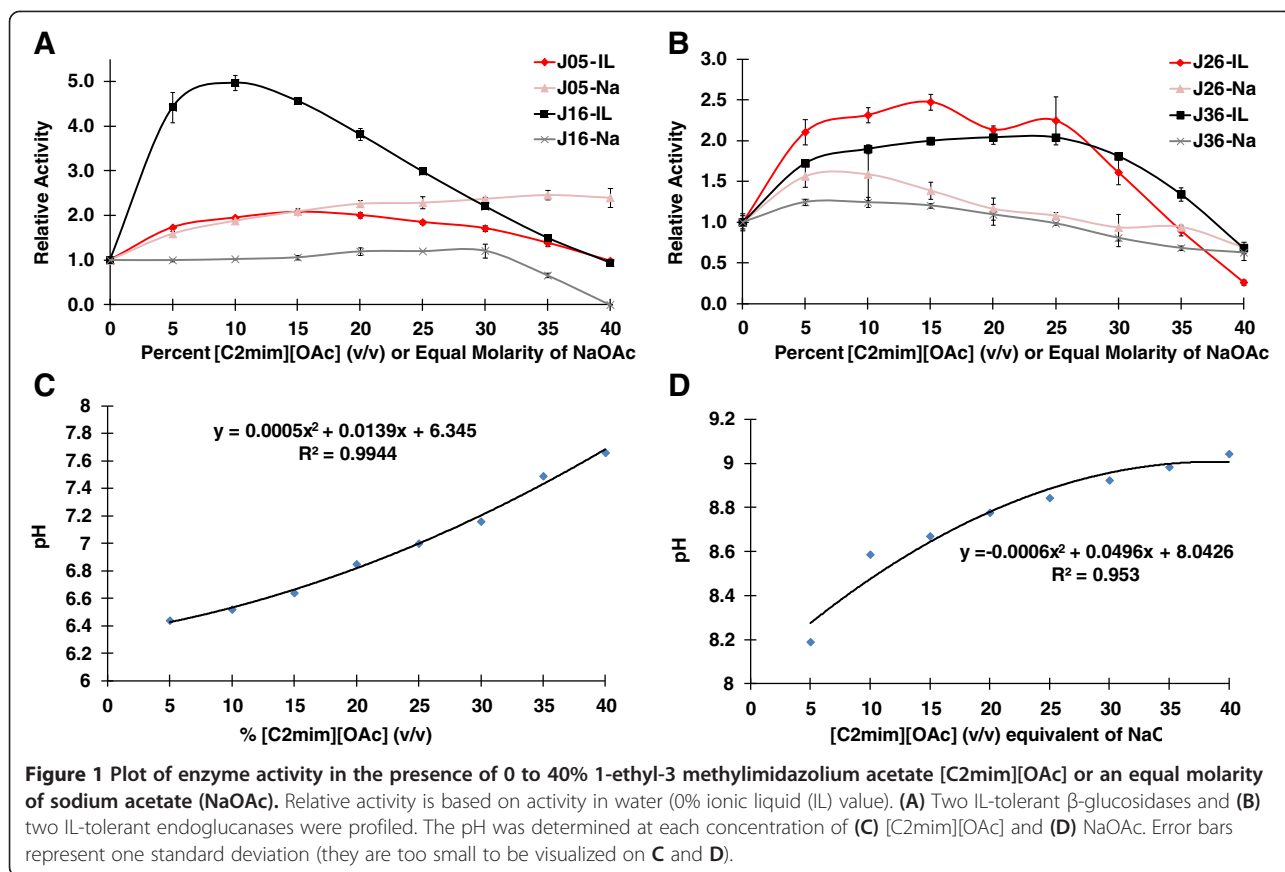 A
J05-IL
J05-Na
J16-IL
J16-Na
Relative Activity
5.0
4.0
3.0
2.0
1.0
0.0
0 5 10 15 20 25 30 35 40
Percent [C2mim][OAc] (v/v) or Equal Molarity of NaOAc
B
J26-IL
J26-Na
J36-IL
J36-Na
Relative Activity
3.0
2.5
2.0
1.5
1.0
0.5
0.0
0 5 10 15 20 25 30 35 40
Percent [C2mim][OAc] (v/v) or Equal Molarity of NaOAc
C
y = 0.0005x² + 0.0139x + 6.345
R² = 0.9944
pH
8
7.8
7.6
7.4
7.2
7
6.8
6.6
6.4
6.2
6
0 5 10 15 20 25 30 35 40
% [C2mim][OAc] (v/v)
D
y =-0.0006x² + 0.0496x + 8.0426
R² = 0.953
pH
9.2
9
8.8
8.6
8.4
8.2
8
0 5 10 15 20 25 30 35 40
[C2mim][OAc] (v/v) equivalent of NaC
Figure 1 Plot of enzyme activity in the presence of 0 to 40% 1-ethyl-3 methylimidazolium acetate [C2mim][OAc] or an equal molarity
of sodium acetate (NaOAc). Relative activity is based on activity in water (0% ionic liquid (IL) value). (A) Two IL-tolerant β-glucosidases and (B)
two IL-tolerant endoglucanases were profiled. The pH was determined at each concentration of (C) [C2mim][OAc] and (D) NaOAc. Error bars
represent one standard deviation (they are too small to be visualized on C and D).